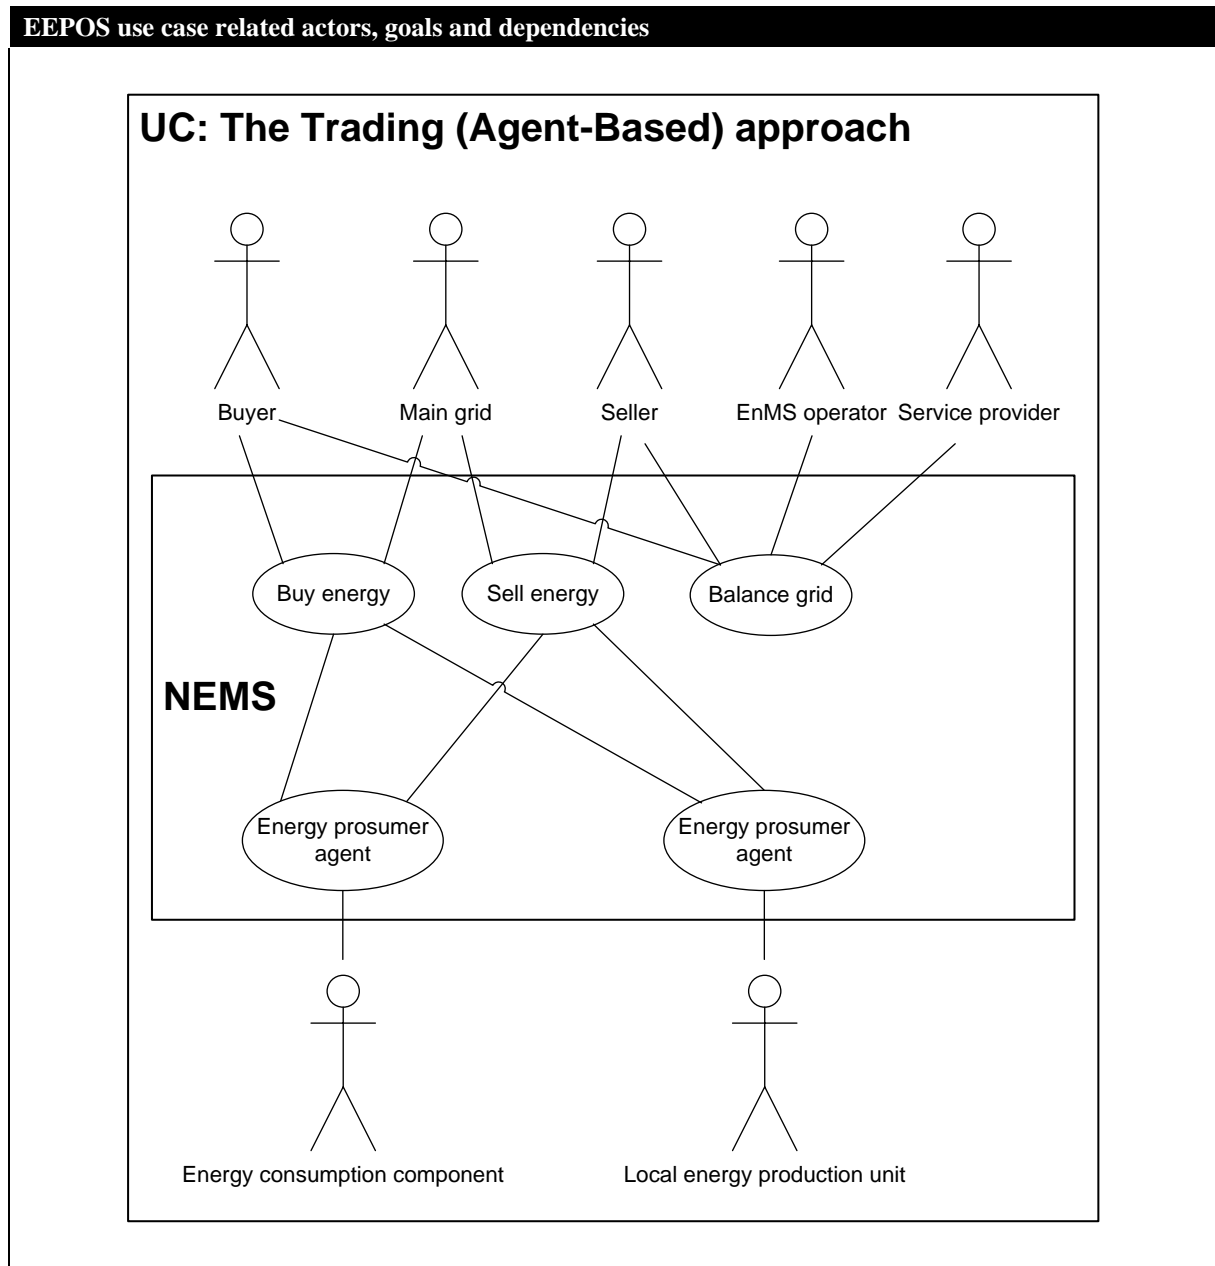 EEPOS use case related actors, goals and dependencies
UC: The Trading (Agent-Based) approach
Buyer
Main grid
Seller
EnMS operator
Service provider
Buy energy
Sell energy
Balance grid
NEMS
Energy prosumer
agent
Energy prosumer
agent
Energy consumption component
Local energy production unit